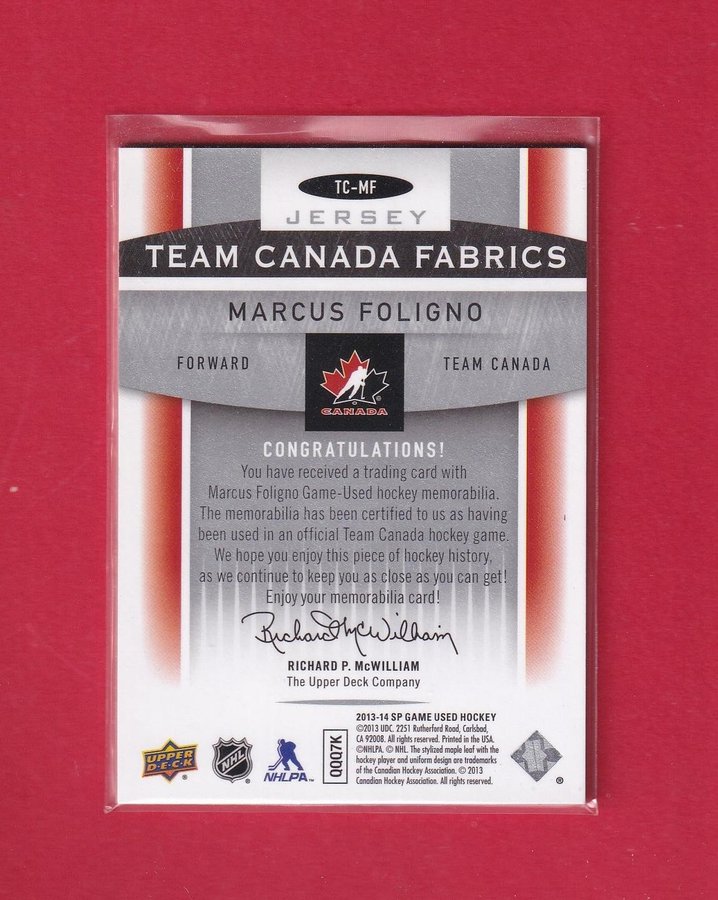 TC-MF
JERSEY
TEAM CANADA FABRICS
MARCUS FOLIGNO
FORWARD
TEAM CANADA
CANADA
CONGRATULATIONS!
You have received a trading card with
Marcus Foligno Game-Used hockey memorabilia.
The memorabilia has been certified to us as having
been used in an official Team Canada hockey game.
We hope you enjoy this piece of hockey history,
as we continue to keep you as close as you can get!
Enjoy your memorabilia card!
Richard P. McWilliam
RICHARD P. McWILLIAM
The Upper Deck Company
UPPER
D·E·C·K
®
NHL
®
NHLPA
™
QQ07K
2013-14 SP GAME USED HOCKEY
©2013 UDC, 2251 Rutherford Road, Carlsbad,
CA 92008. All rights reserved. Printed in the USA.
©NHLPA. © NHL. The stylized maple leaf with the
hockey player and uniform design are trademarks
of the Canadian Hockey Association. © 2013
Canadian Hockey Association. All rights reserved.
®